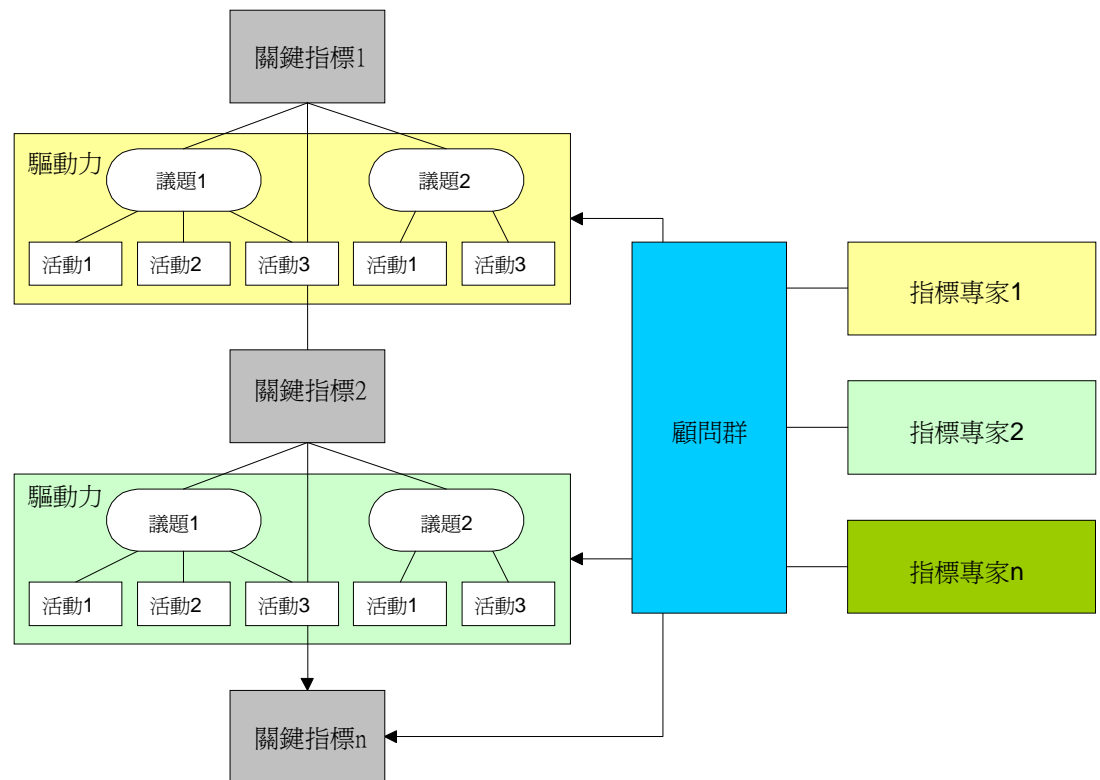 關鍵指標1
驅動力
議題1
議題2
活動1
活動2
活動3
活動1
活動3
關鍵指標2
驅動力
議題1
議題2
活動1
活動2
活動3
活動1
活動3
關鍵指標n
顧問群
指標專家1
指標專家2
指標專家n